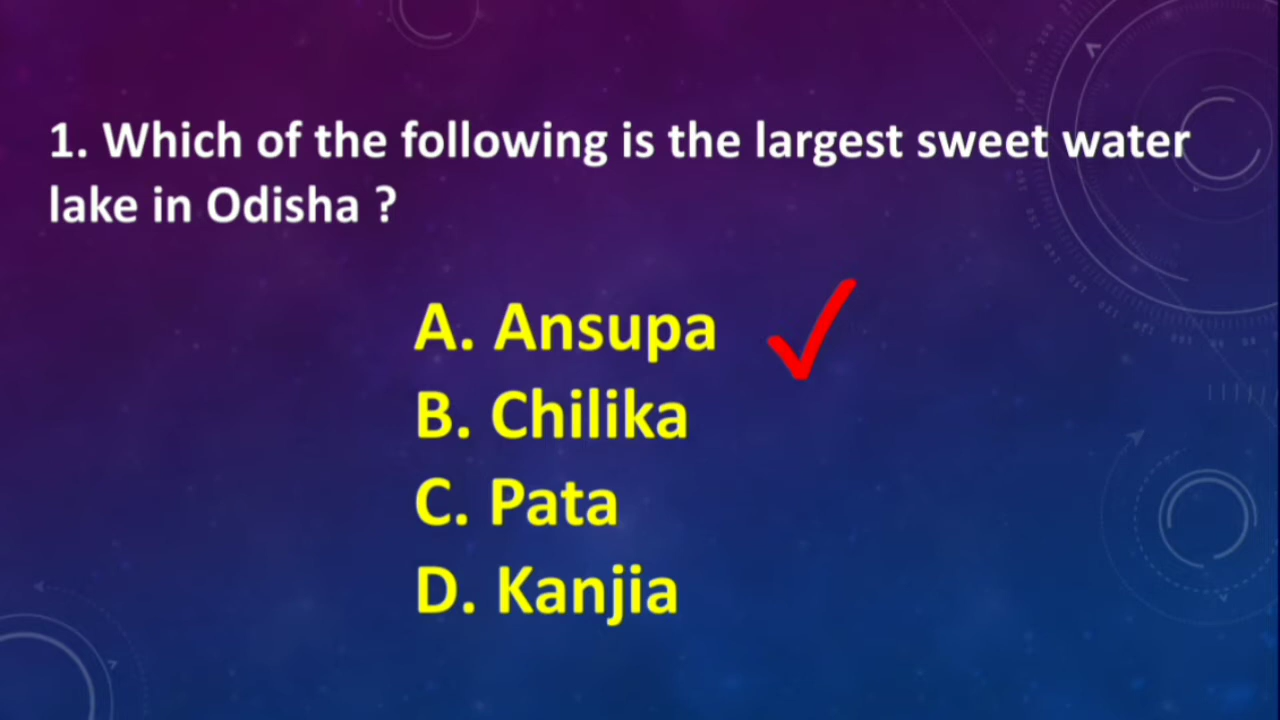 1. Which of the following is the largest sweet water
lake in Odisha ?
A. Ansupa
B. Chilika
C. Pata
D. Kanjia